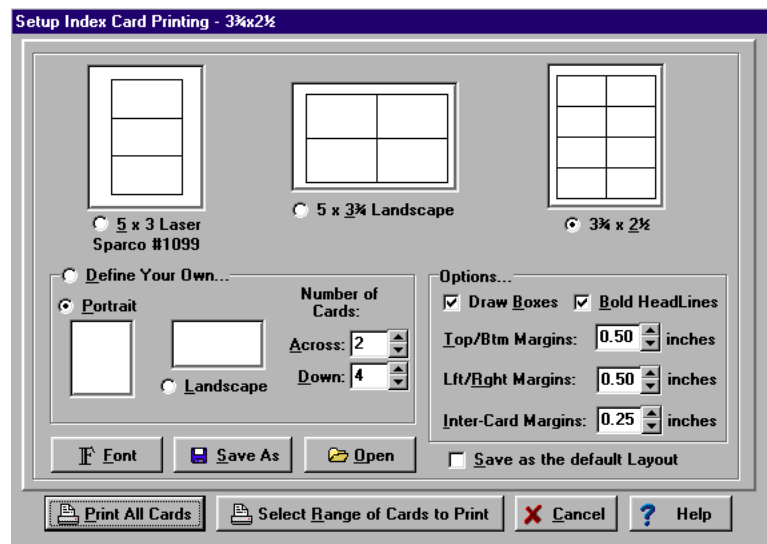 Setup Index Card Printing - 3¾x2½
5 x 3 Laser
Sparco #1099
5 x 3¾ Landscape
3¾ x 2½
Define Your Own...
Portrait
Landscape
Number of
Cards:
Across: 2
Down: 4
Options...
Draw Boxes Bold HeadLines
Top/Btm Margins: 0.50 inches
Lft/Rght Margins: 0.50 inches
Inter-Card Margins: 0.25 inches
F Font Save As Open
Save as the default Layout
Print All Cards Select Range of Cards to Print Cancel ? Help